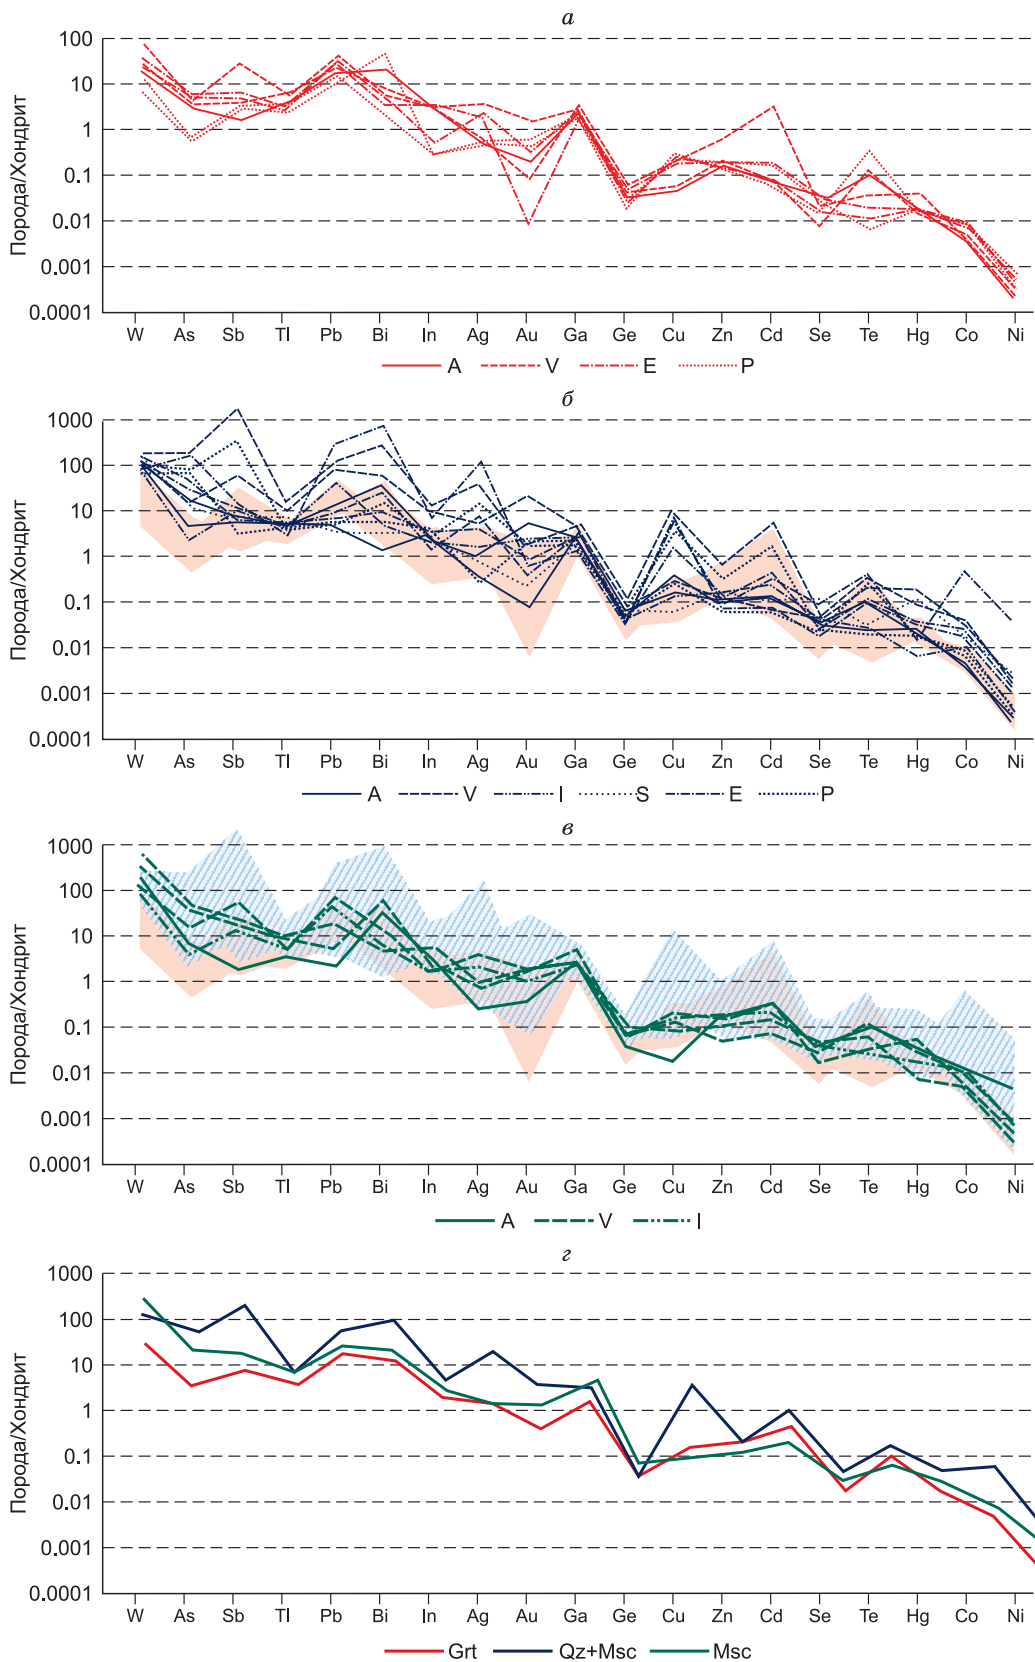 а
100
10
1
0.1
0.01
0.001
0.0001
Порода/Хондрит
W As Sb Tl Pb Bi In Ag Au Ga Ge Cu Zn Cd Se Te Hg Co Ni
A V E P
б
1000
100
10
1
0.1
0.01
0.001
0.0001
Порода/Хондрит
W As Sb Tl Pb Bi In Ag Au Ga Ge Cu Zn Cd Se Te Hg Co Ni
A V I S E P
в
1000
100
10
1
0.1
0.01
0.001
0.0001
Порода/Хондрит
W As Sb Tl Pb Bi In Ag Au Ga Ge Cu Zn Cd Se Te Hg Co Ni
A V I
г
1000
100
10
1
0.1
0.01
0.001
0.0001
Порода/Хондрит
W As Sb Tl Pb Bi In Ag Au Ga Ge Cu Zn Cd Se Te Hg Co Ni
Grt Qz+Msc Msc